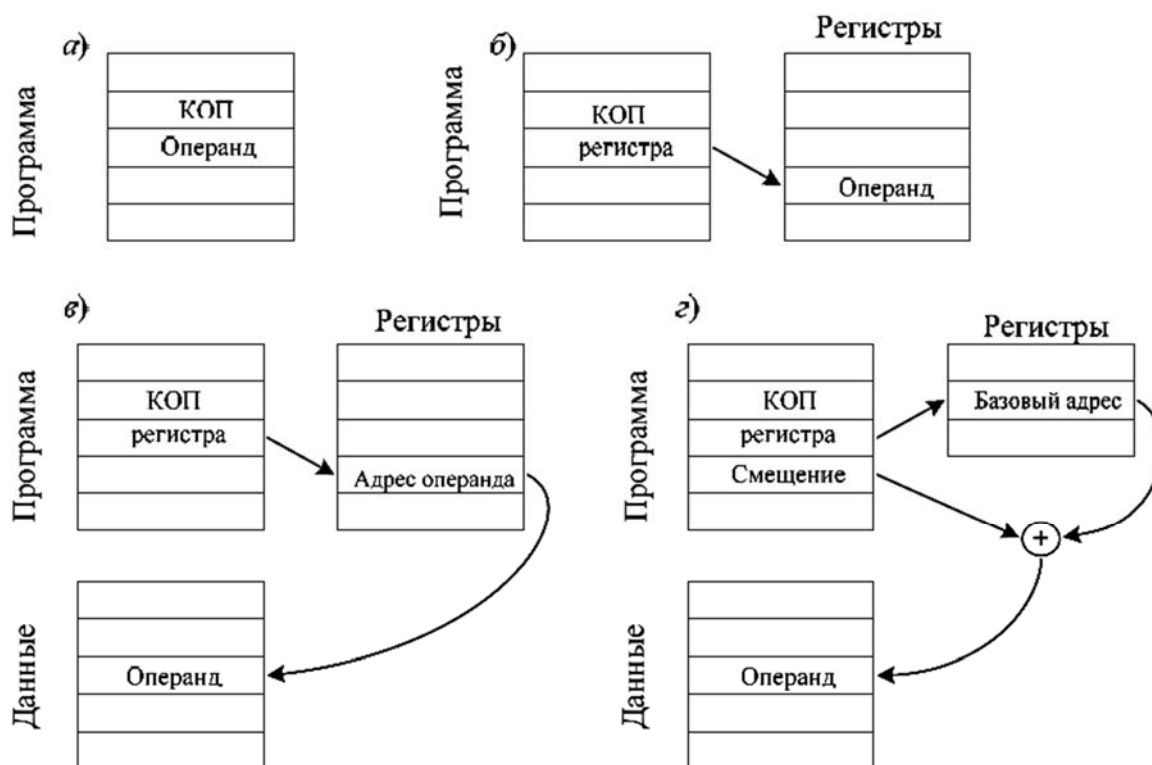 а)
Программа
КОП
Операнд
б)
Регистры
Программа
КОП
регистра
Операнд
в)
Регистры
Программа
КОП
регистра
Адрес операнда
Данные
Операнд
г)
Регистры
Программа
КОП
регистра
Смещение
Базовый адрес
+
Данные
Операнд